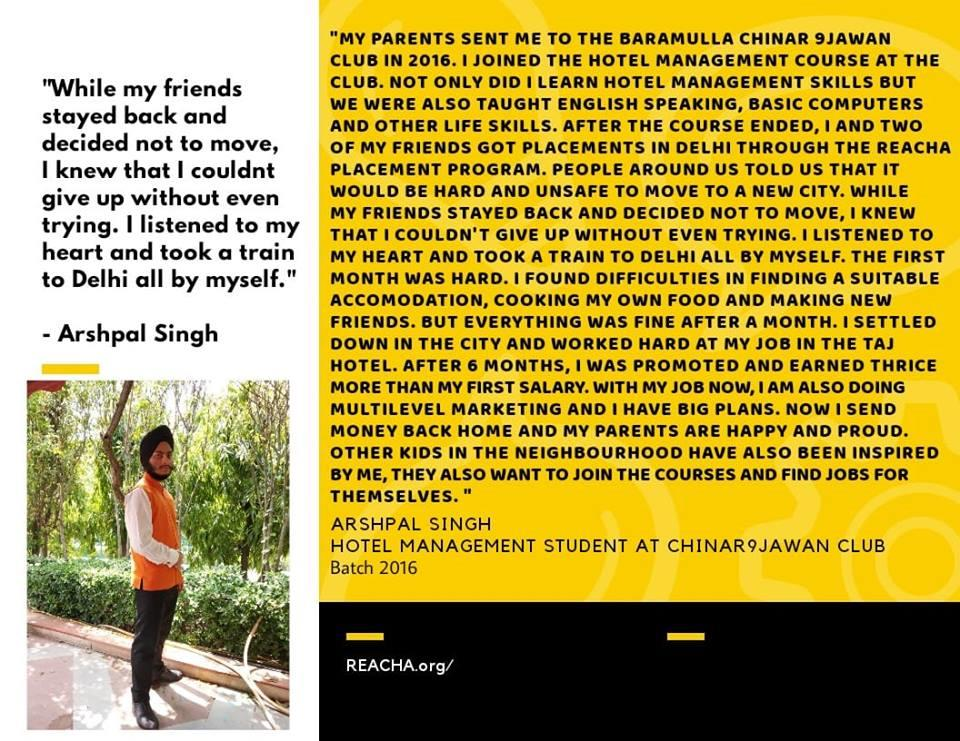 "While my friends
stayed back and
decided not to move,
I knew that I couldnt
give up without even
trying. I listened to my
heart and took a train
to Delhi all by myself."
- Arshpal Singh
"MY PARENTS SENT ME TO THE BARAMULLA CHINAR 9JAWAN
CLUB IN 2016. I JOINED THE HOTEL MANAGEMENT COURSE AT THE
CLUB. NOT ONLY DID I LEARN HOTEL MANAGEMENT SKILLS BUT
WE WERE ALSO TAUGHT ENGLISH SPEAKING, BASIC COMPUTERS
AND OTHER LIFE SKILLS. AFTER THE COURSE ENDED, I AND TWO
OF MY FRIENDS GOT PLACEMENTS IN DELHI THROUGH THE REACHA
PLACEMENT PROGRAM. PEOPLE AROUND US TOLD US THAT IT
WOULD BE HARD AND UNSAFE TO MOVE TO A NEW CITY. WHILE
MY FRIENDS STAYED BACK AND DECIDED NOT TO MOVE, I KNEW
THAT I COULDN'T GIVE UP WITHOUT EVEN TRYING. I LISTENED TO
MY HEART AND TOOK A TRAIN TO DELHI ALL BY MYSELF. THE FIRST
MONTH WAS HARD. I FOUND DIFFICULTIES IN FINDING A SUITABLE
ACCOMODATION, COOKING MY OWN FOOD AND MAKING NEW
FRIENDS. BUT EVERYTHING WAS FINE AFTER A MONTH. I SETTLED
DOWN IN THE CITY AND WORKED HARD AT MY JOB IN THE TAJ
HOTEL. AFTER 6 MONTHS, I WAS PROMOTED AND EARNED THRICE
MORE THAN MY FIRST SALARY. WITH MY JOB NOW, I AM ALSO DOING
MULTILEVEL MARKETING AND I HAVE BIG PLANS. NOW I SEND
MONEY BACK HOME AND MY PARENTS ARE HAPPY AND PROUD.
OTHER KIDS IN THE NEIGHBOURHOOD HAVE ALSO BEEN INSPIRED
BY ME, THEY ALSO WANT TO JOIN THE COURSES AND FIND JOBS FOR
THEMSELVES. "
ARSHPAL SINGH
HOTEL MANAGEMENT STUDENT AT CHINAR9JAWAN CLUB
Batch 2016
REACHA.org/